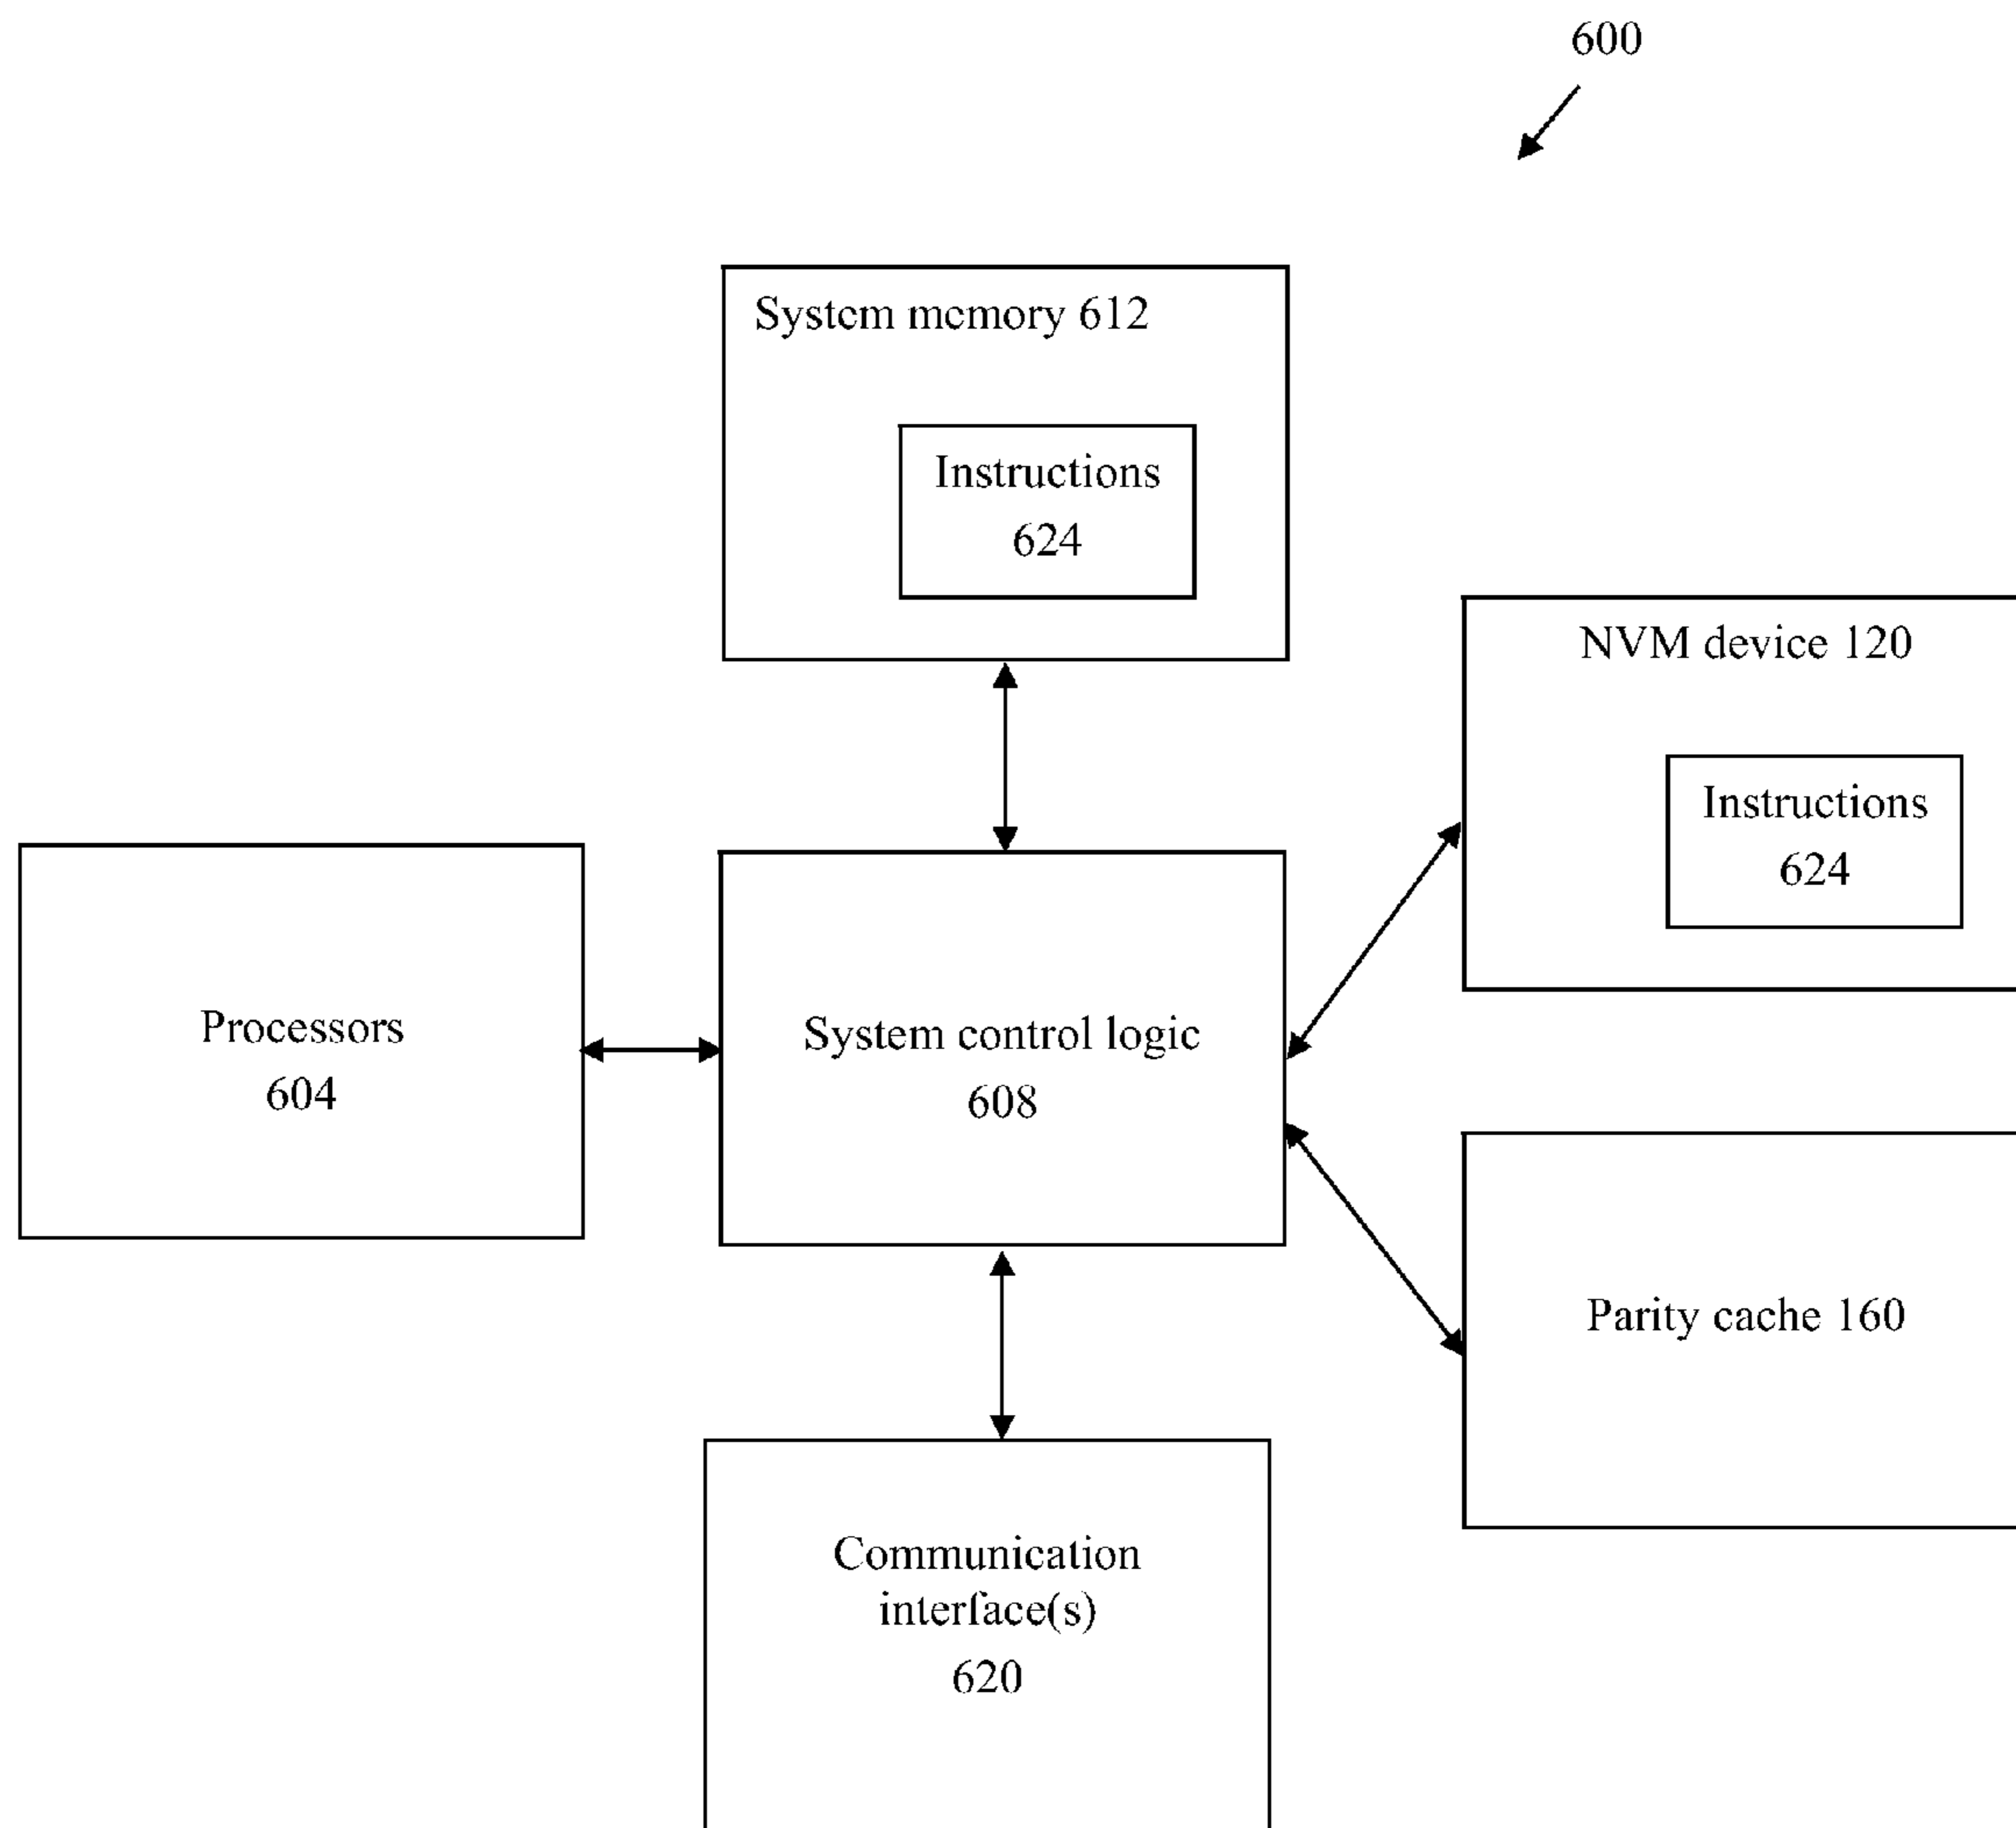 600
System memory 612
Instructions
624
NVM device 120
Instructions
624
Processors
604
System control logic
608
Parity cache 160
Communication
interface(s)
620